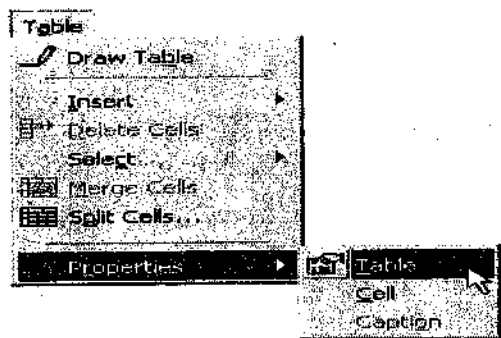 Table
Draw Table
Insert
Delete Cells
Select
Merge Cells
Split Cells...
Properties
Table
Cell
Caption